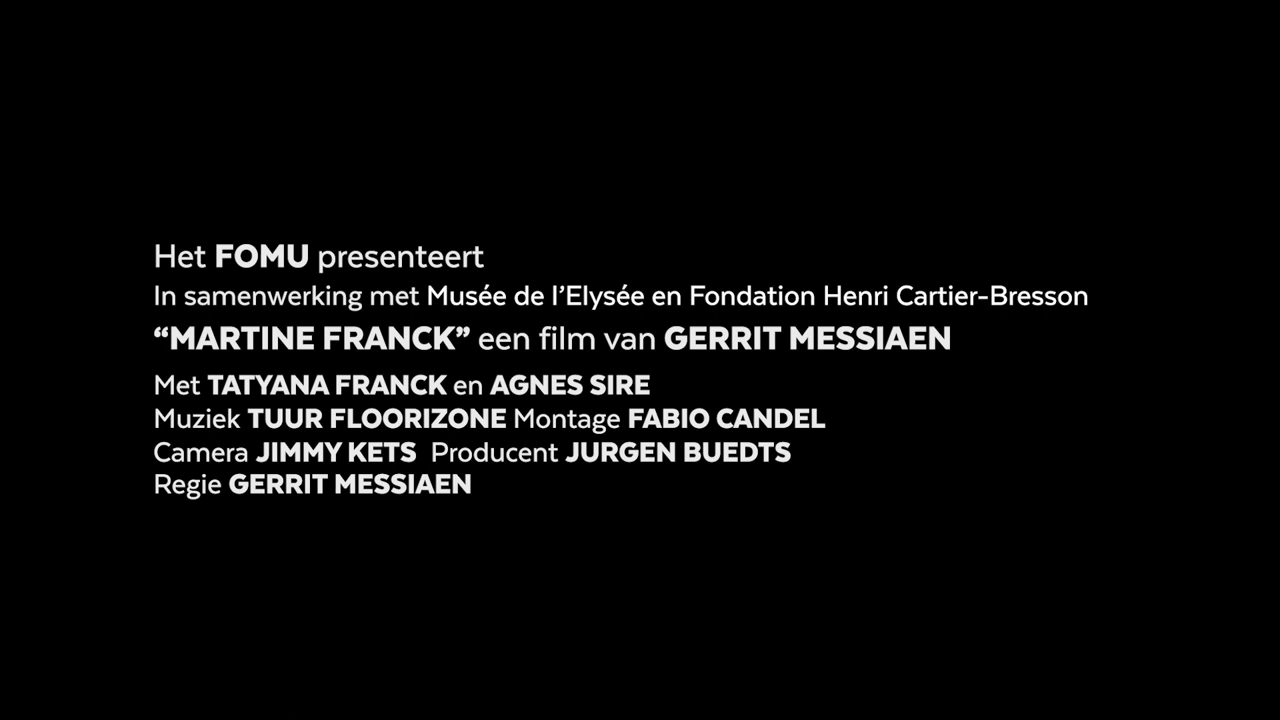 Het FOMU presenteert
In samenwerking met Musée de l’Elysée en Fondation Henri Cartier-Bresson
“MARTINE FRANCK” een film van GERRIT MESSIAEN
Met TATYANA FRANCK en AGNES SIRE
Muziek TUUR FLOORIZONE Montage FABIO CANDEL
Camera JIMMY KETS Producent JURGEN BUEDTS
Regie GERRIT MESSIAEN